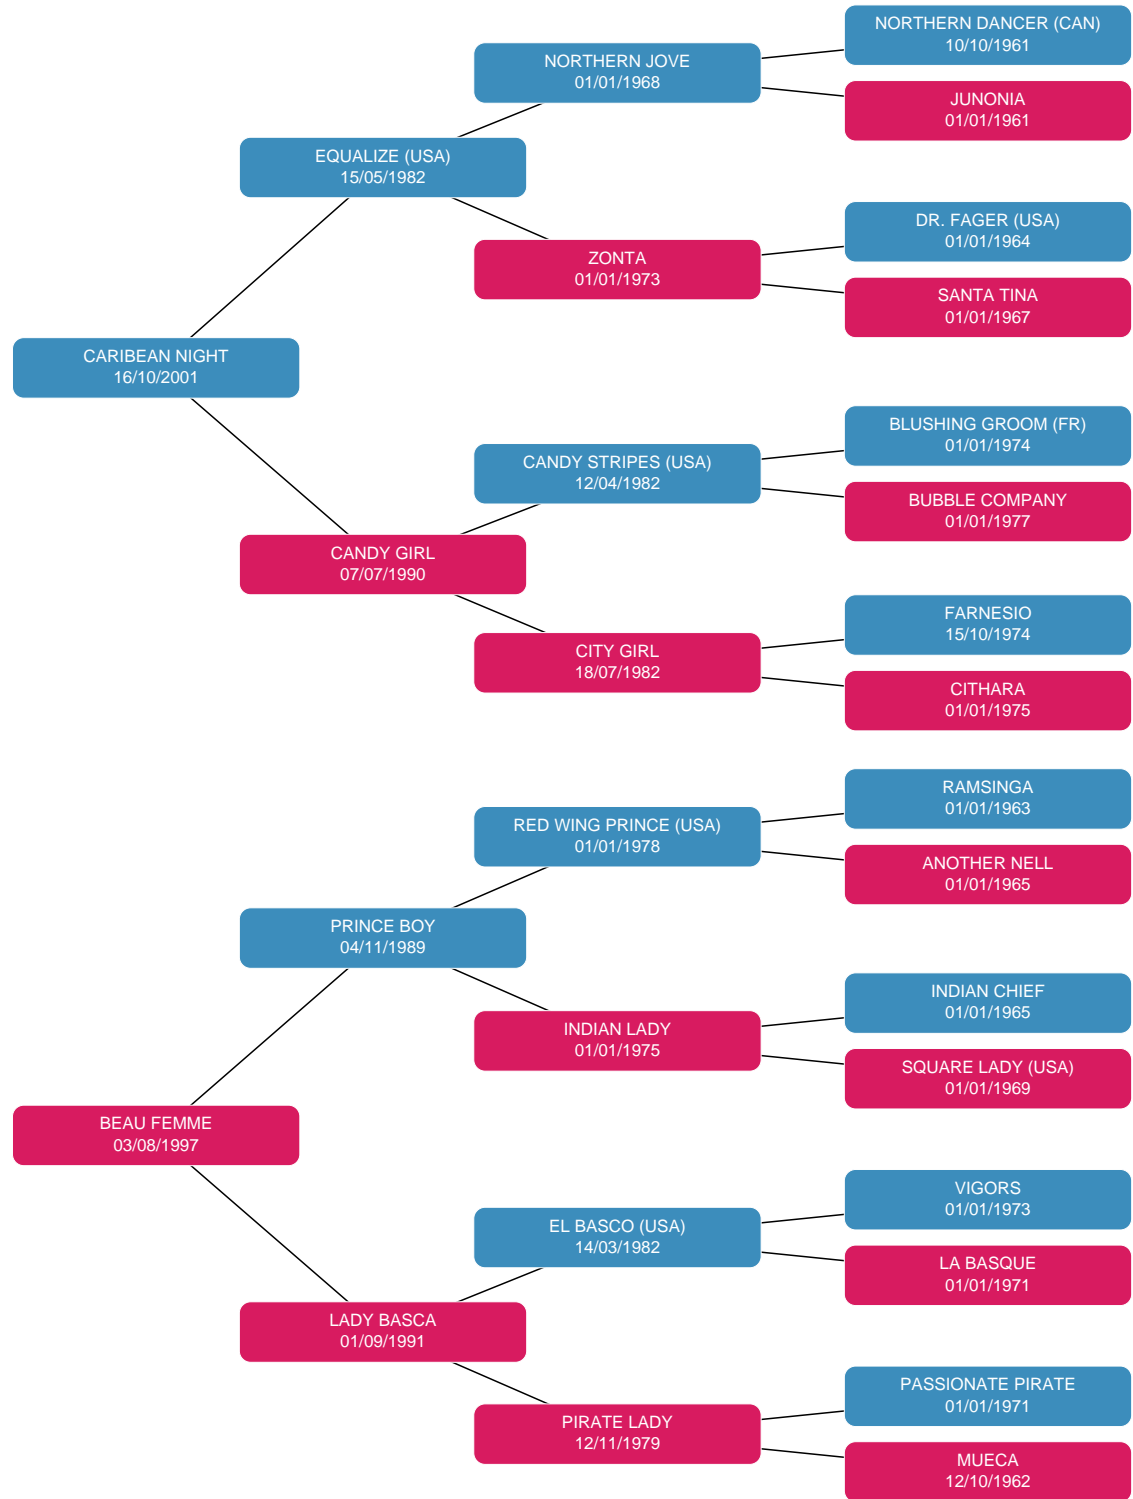 NORTHERN DANCER (CAN)
10/10/1961
NORTHERN JOVE
01/01/1968
JUNONIA
01/01/1961
EQUALIZE (USA)
15/05/1982
DR. FAGER (USA)
01/01/1964
ZONTA
01/01/1973
SANTA TINA
01/01/1967
CARIBEAN NIGHT
16/10/2001
BLUSHING GROOM (FR)
01/01/1974
CANDY STRIPES (USA)
12/04/1982
BUBBLE COMPANY
01/01/1977
CANDY GIRL
07/07/1990
FARNESIO
15/10/1974
CITY GIRL
18/07/1982
CITHARA
01/01/1975
RAMSINGA
01/01/1963
RED WING PRINCE (USA)
01/01/1978
ANOTHER NELL
01/01/1965
PRINCE BOY
04/11/1989
INDIAN CHIEF
01/01/1965
INDIAN LADY
01/01/1975
SQUARE LADY (USA)
01/01/1969
BEAU FEMME
03/08/1997
VIGORS
01/01/1973
EL BASCO (USA)
14/03/1982
LA BASQUE
01/01/1971
LADY BASCA
01/09/1991
PASSIONATE PIRATE
01/01/1971
PIRATE LADY
12/11/1979
MUECA
12/10/1962